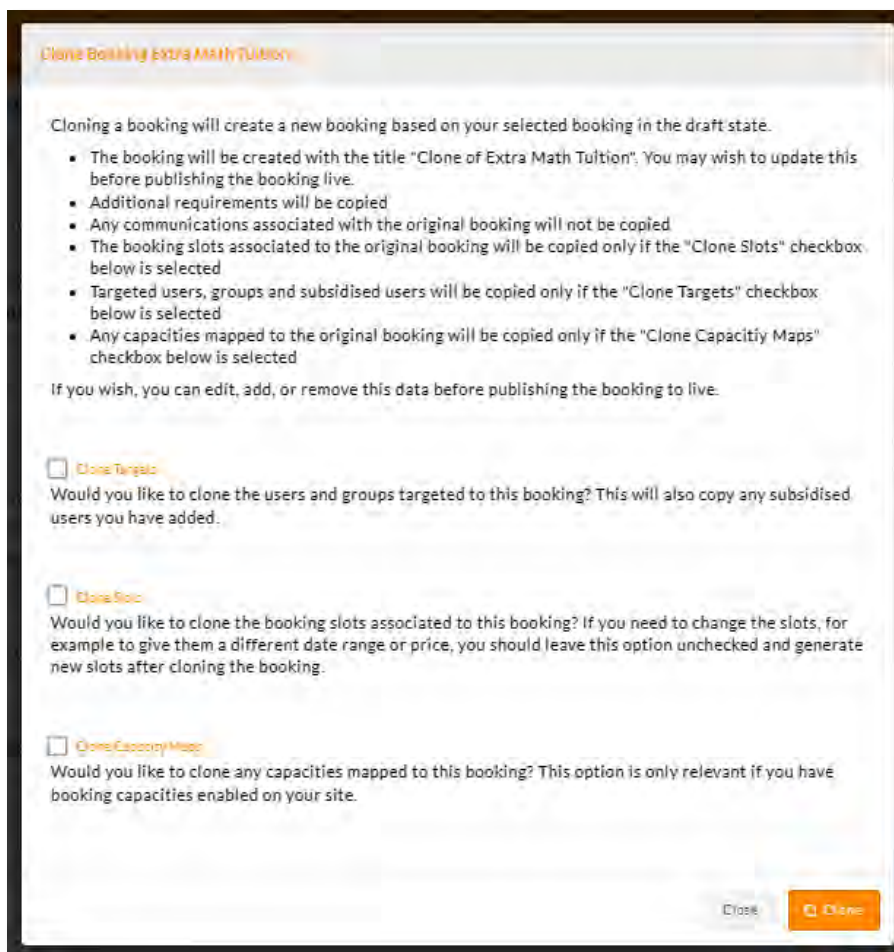 Clone Booking Extra Math Tuition
Cloning a booking will create a new booking based on your selected booking in the draft state.
• The booking will be created with the title "Clone of Extra Math Tuition". You may wish to update this
before publishing the booking live.
• Additional requirements will be copied
• Any communications associated with the original booking will not be copied
• The booking slots associated to the original booking will be copied only if the "Clone Slots" checkbox
below is selected
• Targeted users, groups and subsidised users will be copied only if the "Clone Targets" checkbox
below is selected
• Any capacities mapped to the original booking will be copied only if the "Clone Capacitiy Maps"
checkbox below is selected
If you wish, you can edit, add, or remove this data before publishing the booking to live.
Clone Targets
Would you like to clone the users and groups targeted to this booking? This will also copy any subsidised
users you have added.
Clone Slots
Would you like to clone the booking slots associated to this booking? If you need to change the slots, for
example to give them a different date range or price, you should leave this option unchecked and generate
new slots after cloning the booking.
Clone Capacity Maps
Would you like to clone any capacities mapped to this booking? This option is only relevant if you have
booking capacities enabled on your site.
Close
Clone